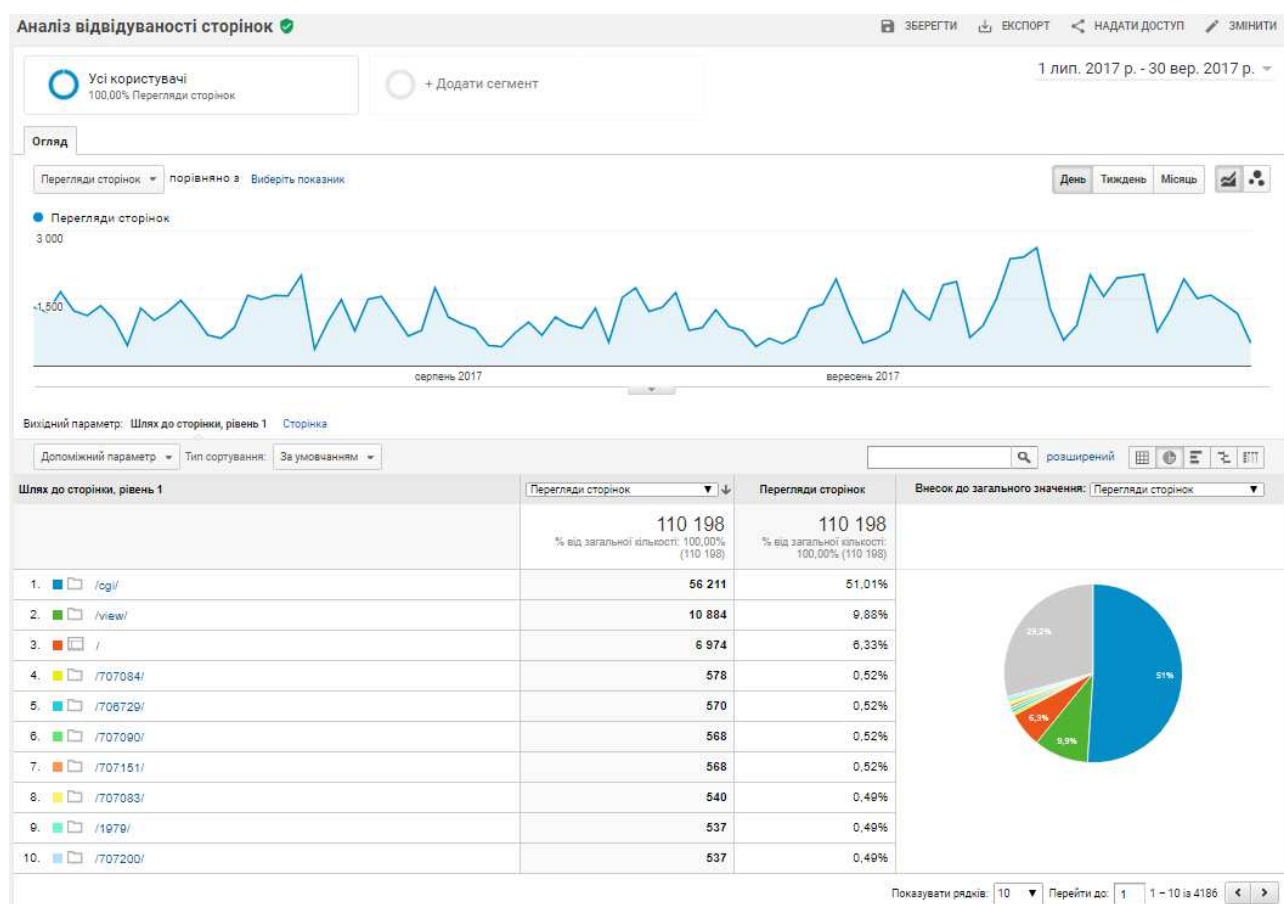 Аналіз відвідуваності сторінок
ЗБЕРЕГТИ ЕКСПОРТ НАДАТИ ДОСТУП ЗМІНИТИ
Усі користувачі
100,00% Перегляди сторінок
+ Додати сегмент
1 лип. 2017 р. - 30 вер. 2017 р.
Огляд
Перегляди сторінок порівняно з Виберіть показник
День Тиждень Місяць
Перегляди сторінок
3 000
1,500
серпень 2017 вересень 2017
Вихідний параметр: Шлях до сторінки, рівень 1 Сторінка
Допоміжний параметр Тип сортування: За умовчанням
розширений
Шлях до сторінки, рівень 1 Перегляди сторінок Перегляди сторінок Внесок до загального значення: Перегляди сторінок
110 198 110 198
% від загальної кількості: 100,00% (110 198)
% від загальної кількості: 100,00% (110 198)
1. /cgi/ 56 211 51,01%
2. /view/ 10 884 9,88%
3. / 6 974 6,33%
4. /707084/ 578 0,52%
5. /706729/ 570 0,52%
6. /707090/ 568 0,52%
7. /707151/ 568 0,52%
8. /707083/ 540 0,49%
9. /1979/ 537 0,49%
10. /707200/ 537 0,49%
29,2%
51%
6,3%
9,9%
Показувати рядків: 10 Перейти до: 1 1 – 10 із 4186